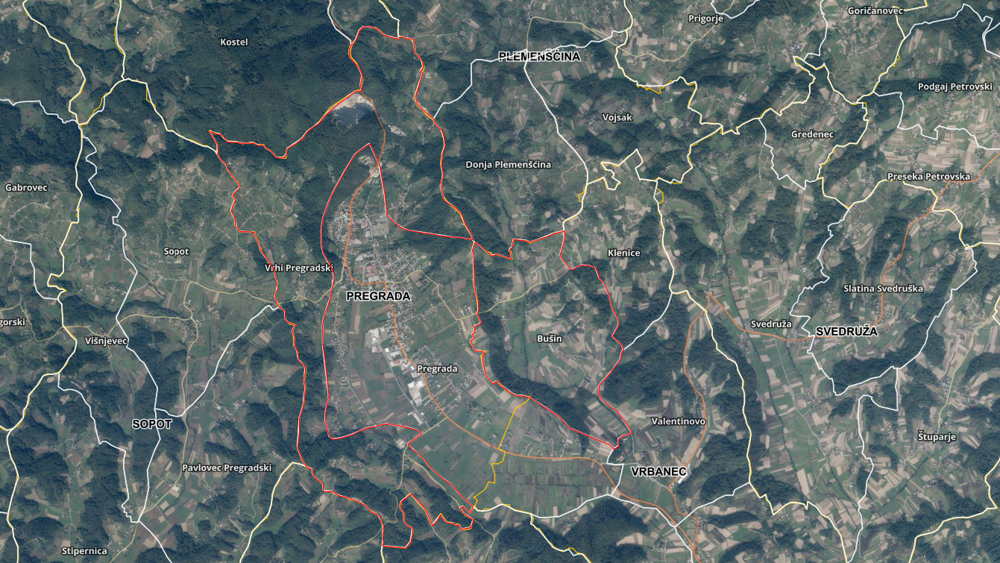 Goričanovec
Prigorje
Kostel
PLEMENŠĆINA
Podgaj Petrovski
Vojsak
Gredenec
Donja Plemenšćina
Preseka Petrovska
Gabrovec
Sopot
Klenice
Vrhi Pregradski
Slatina Svedruška
PREGRADA
gorski
Svedruža
SVEDRUŽA
Višnjevec
Bušin
Pregrada
SOPOT
Valentinovo
Štuparje
Pavlovec Pregradski
VRBANEC
Stipernica